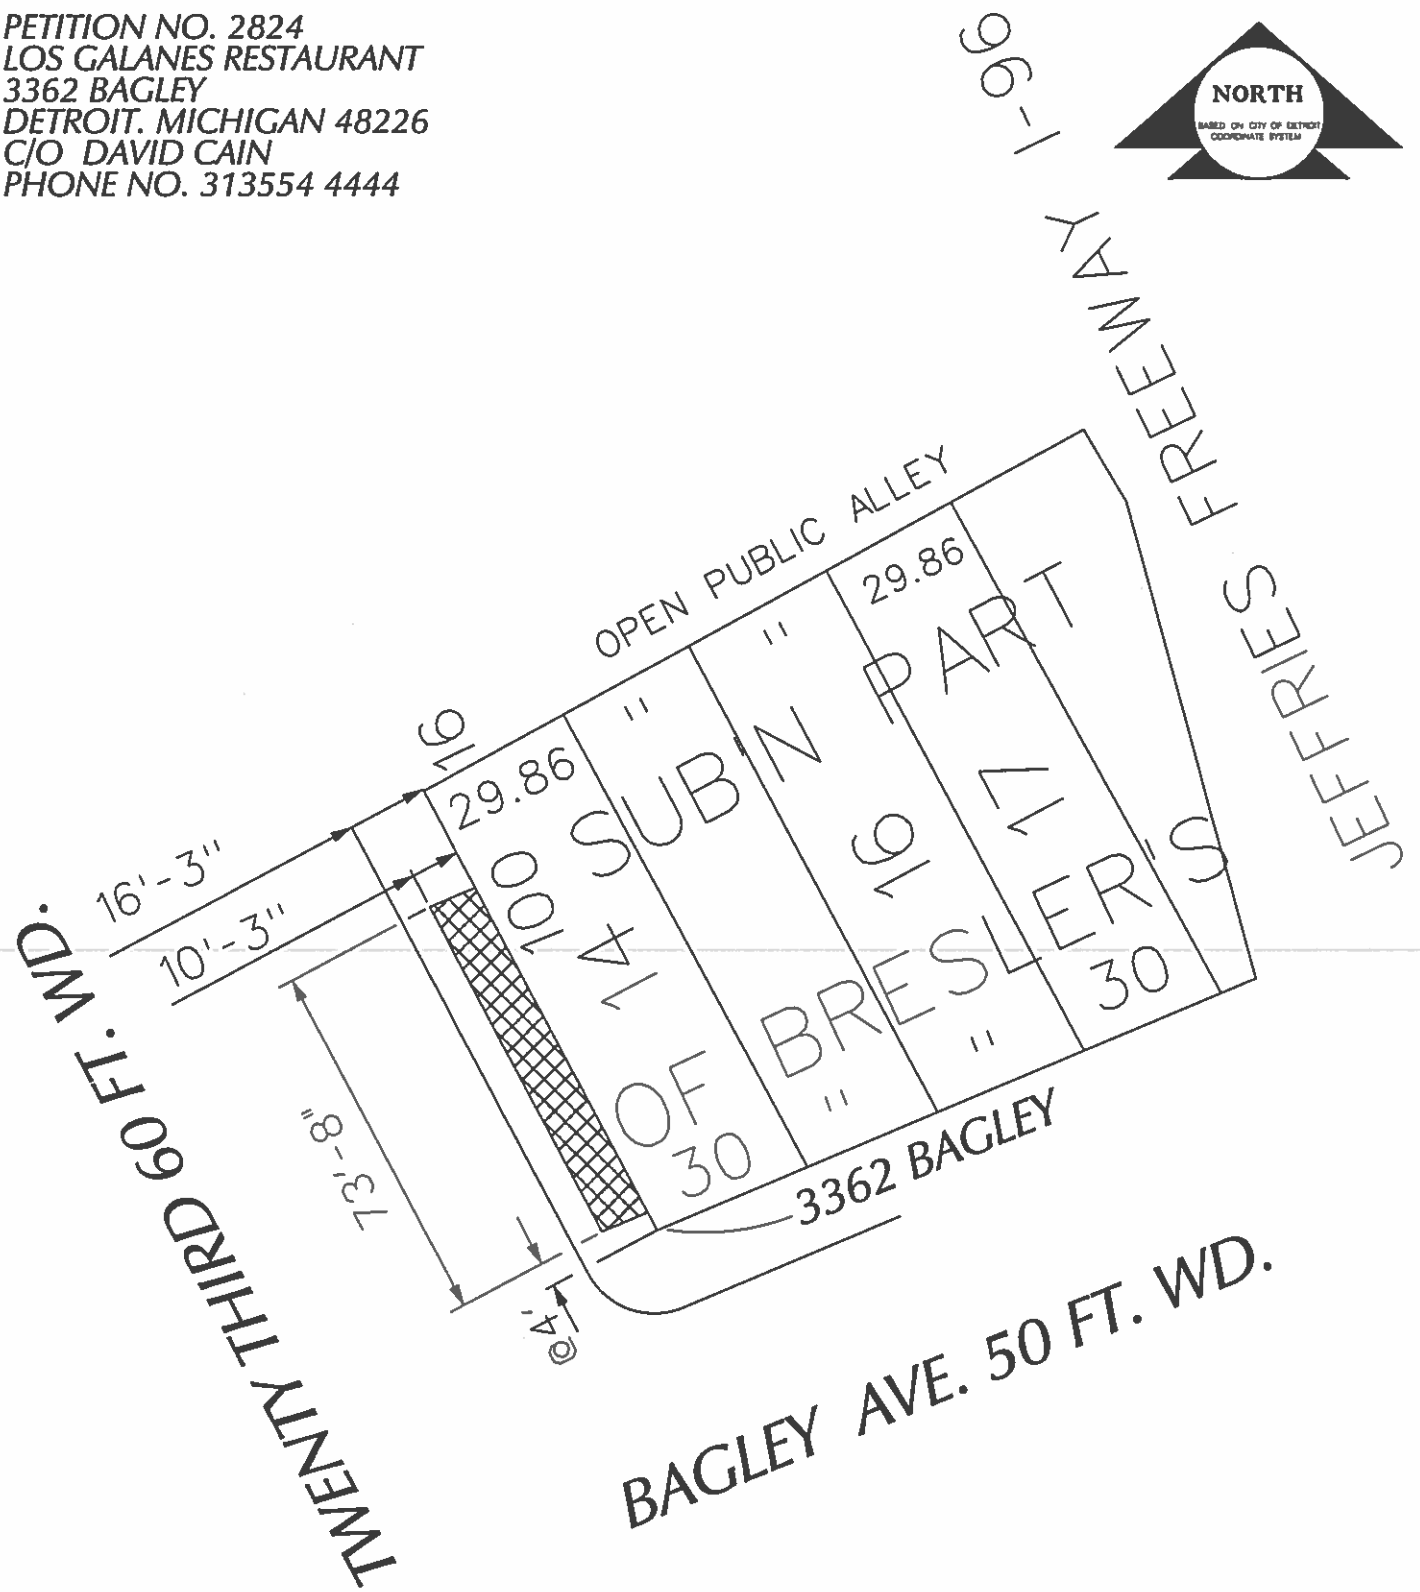 PETITION NO. 2824
LOS GALANES RESTAURANT
3362 BAGLEY
DETROIT. MICHIGAN 48226
C/O DAVID CAIN
PHONE NO. 313554 4444
NORTH
BASED ON CITY OF DETROIT
COORDINATE SYSTEM
JEFFRIES FREEWAY I-96
OPEN PUBLIC ALLEY
16
29.86
"
"
29.86
100
SUB'N PART
14
16
17
OF BRESLER'S
30
"
"
30
16'-3"
10'-3"
73'-8"
@4'
3362 BAGLEY
TWENTY THIRD 60 FT. WD.
BAGLEY AVE. 50 FT. WD.